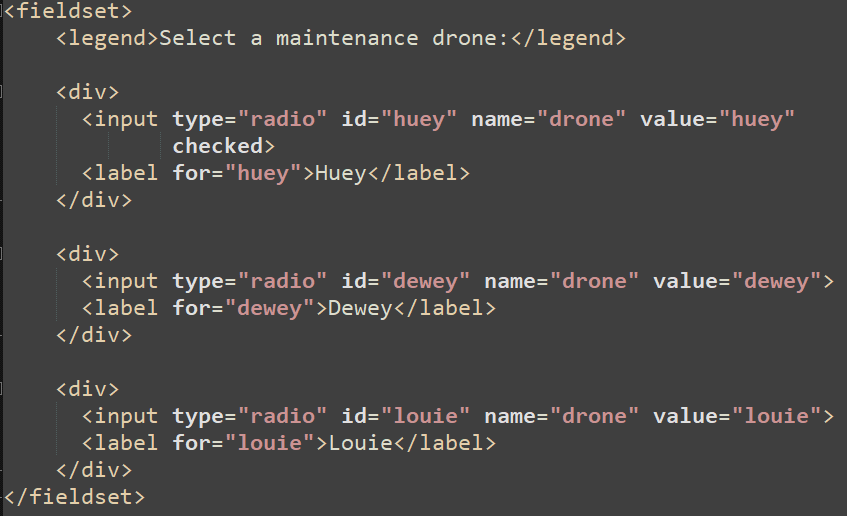 <fieldset>
    <legend>Select a maintenance drone:</legend>

    <div>
      <input type="radio" id="huey" name="drone" value="huey"
             checked>
      <label for="huey">Huey</label>
    </div>

    <div>
      <input type="radio" id="dewey" name="drone" value="dewey">
      <label for="dewey">Dewey</label>
    </div>

    <div>
      <input type="radio" id="louie" name="drone" value="louie">
      <label for="louie">Louie</label>
    </div>
</fieldset>